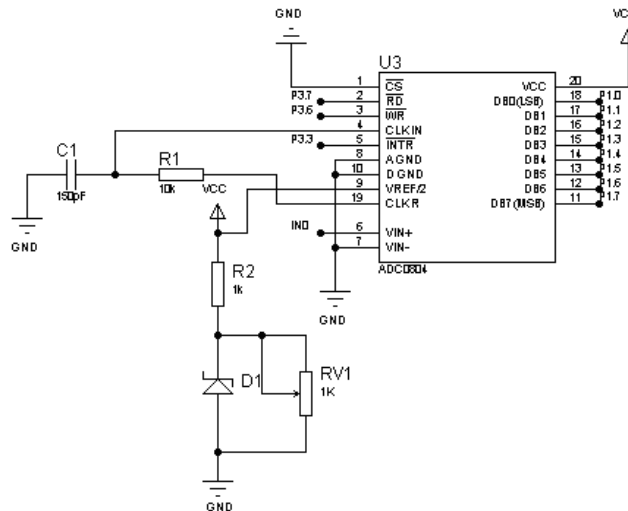 GND
VC
U3
1 CS VCC 20
P3.7 2 RD DB0(LSB) 18 P1.0
P3.6 3 WR DB1 17 P1.1
4 CLKIN DB2 16 P1.2
P3.3 5 INTR DB3 15 P1.3
8 AGND DB4 14 P1.4
10 DGND DB5 13 P1.5
9 VREF/2 DB6 12 P1.6
19 CLKR DB7(MSB) 11 P1.7
IN0 6 VIN+
7 VIN-
ADC0804
C1
150pF
R1
10k
VCC
GND
R2
1k
GND
D1
RV1
1K
GND